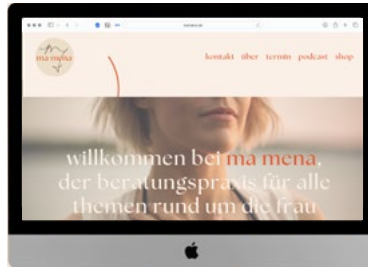 ma mena
kontakt über termin podcast shop
willkommen bei ma mena,
der beratungspraxis für alle
themen rund um die frau